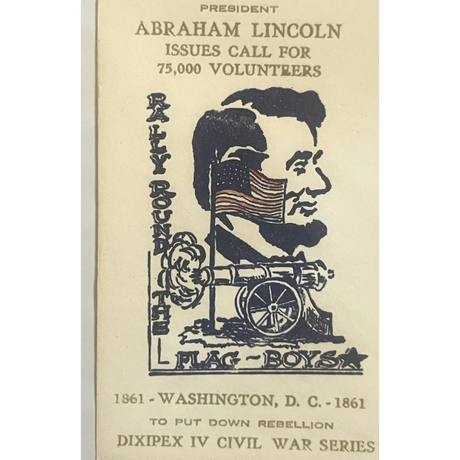 PRESIDENT
ABRAHAM LINCOLN
ISSUES CALL FOR
75,000 VOLUNTEERS
RALLY ROUND THE
FLAG - BOYS
1861 - WASHINGTON, D. C. - 1861
TO PUT DOWN REBELLION
DIXIPEX IV CIVIL WAR SERIES